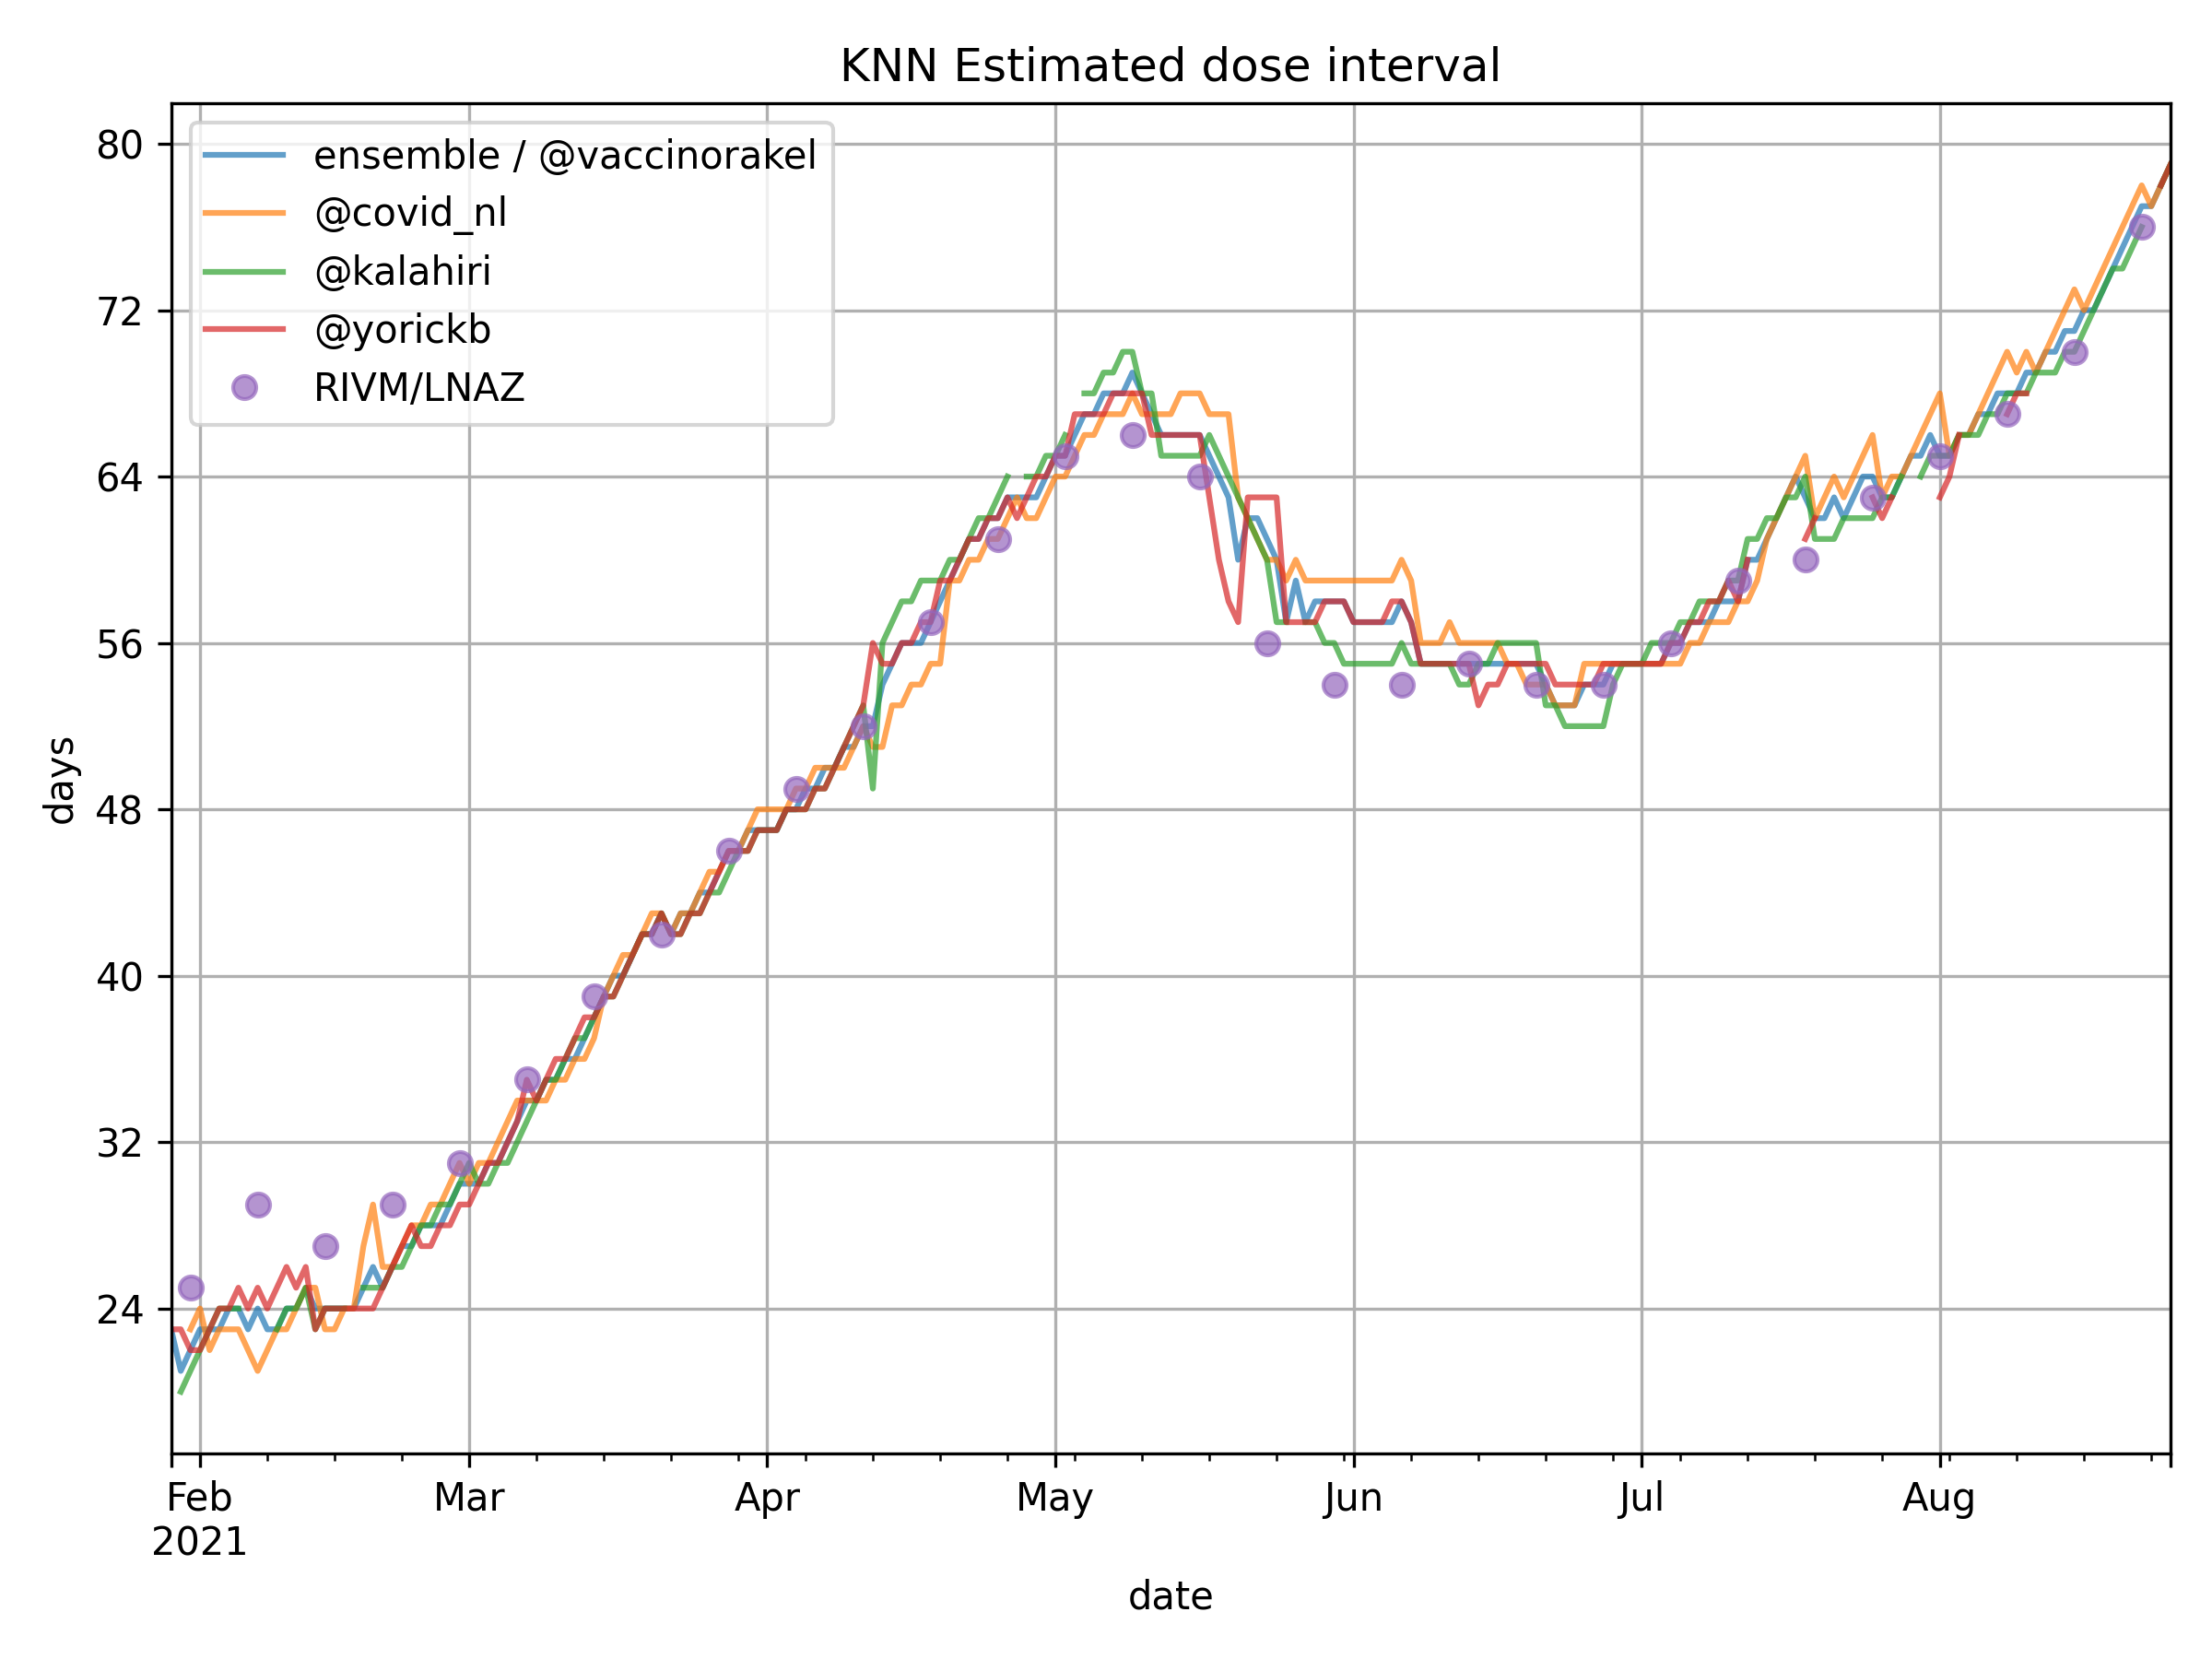 KNN Estimated dose interval
ensemble / @vaccinorakel
@covid_nl
@kalahiri
@yorickb
RIVM/LNAZ
80
72
64
56
48
40
32
24
days
Feb Mar Apr May Jun Jul Aug
2021
date